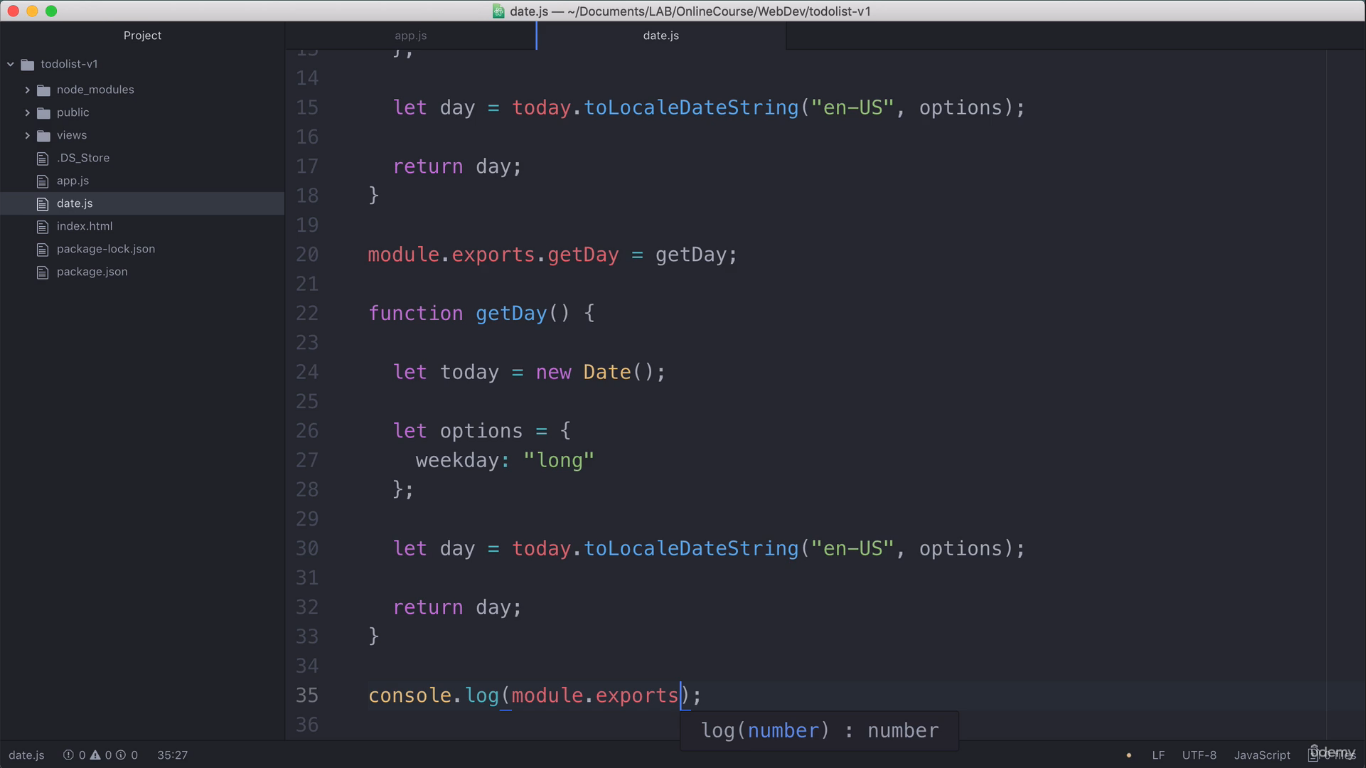 date.js — ~/Documents/LAB/OnlineCourse/WebDev/todolist-v1
Project
app.js
date.js
todolist-v1
node_modules
public
views
.DS_Store
app.js
date.js
index.html
package-lock.json
package.json
13 };
14
15 let day = today.toLocaleDateString("en-US", options);
16
17 return day;
18 }
19
20 module.exports.getDay = getDay;
21
22 function getDay() {
23
24 let today = new Date();
25
26 let options = {
27 weekday: "long"
28 };
29
30 let day = today.toLocaleDateString("en-US", options);
31
32 return day;
33 }
34
35 console.log(module.exports);
36
log(number) : number
date.js 0 0 0 35:27
LF UTF-8 JavaScript files
ûdemy